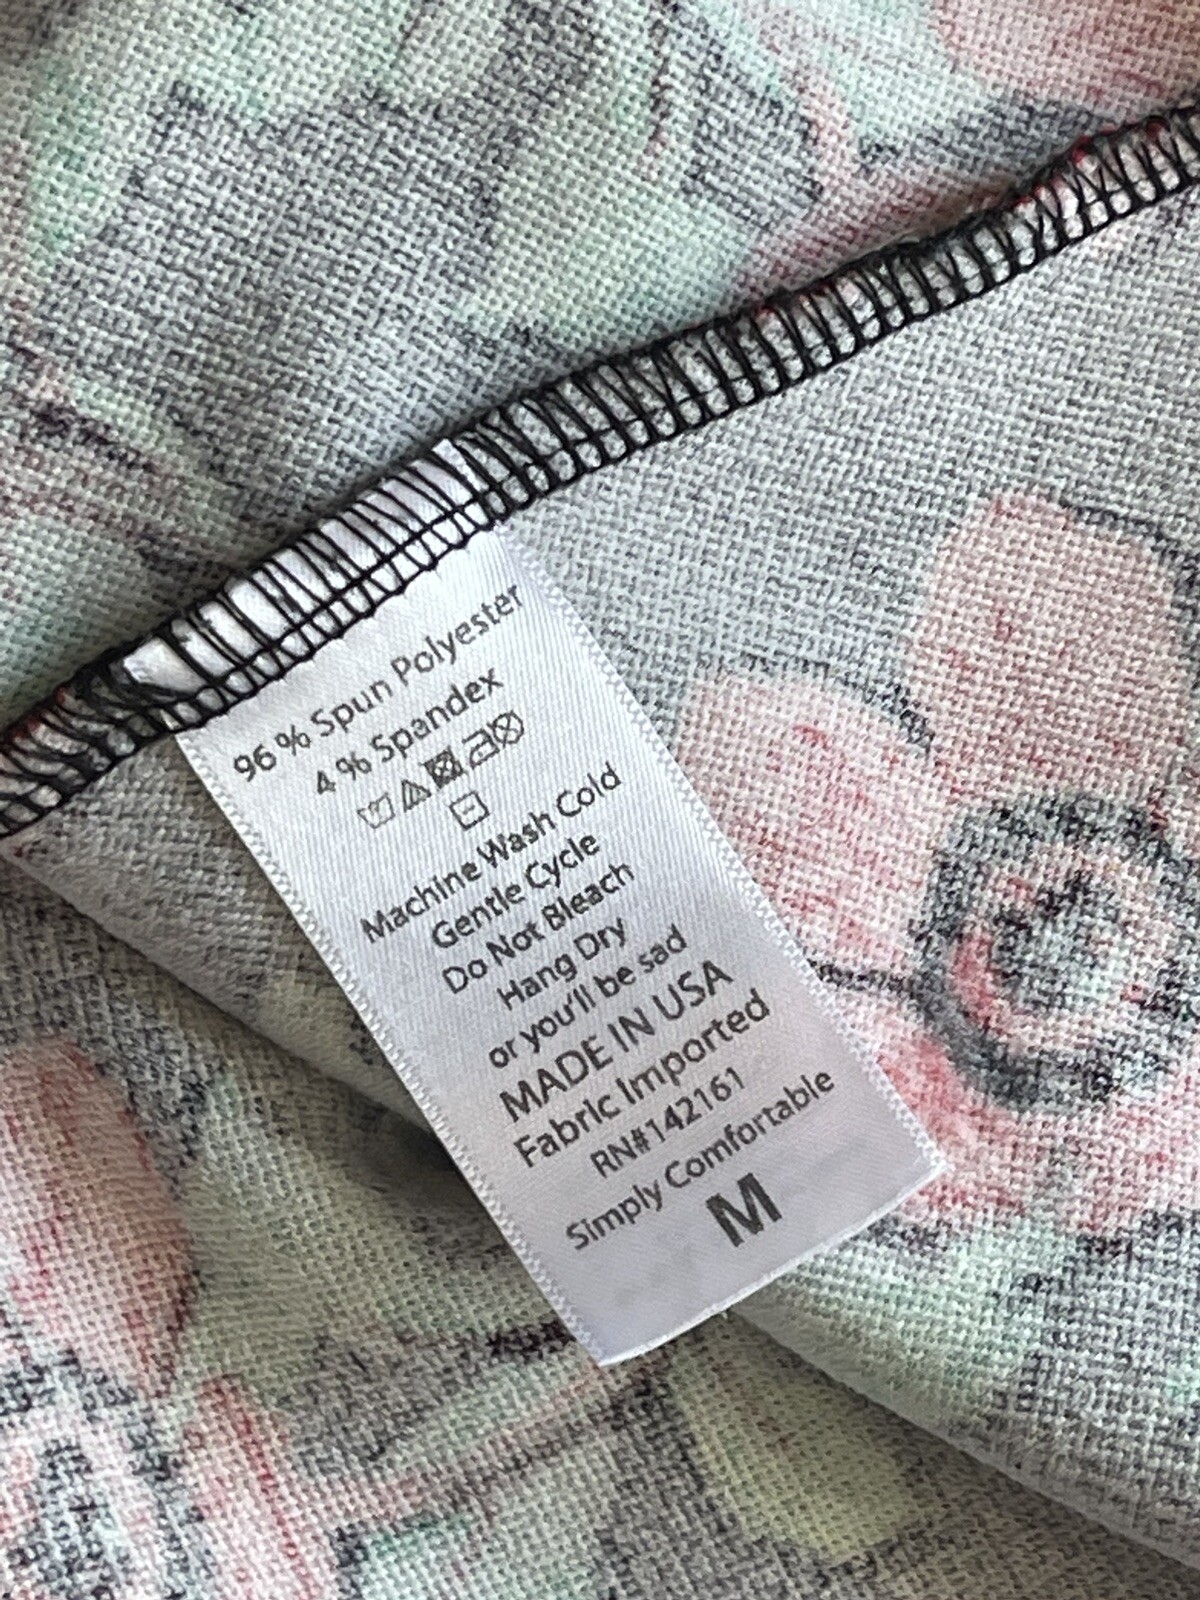 96 % Spun Polyester
4 % Spandex
Machine Wash Cold
Gentle Cycle
Do Not Bleach
Hang Dry
or you'll be sad
MADE IN USA
Fabric Imported
RN#142161
Simply Comfortable
M